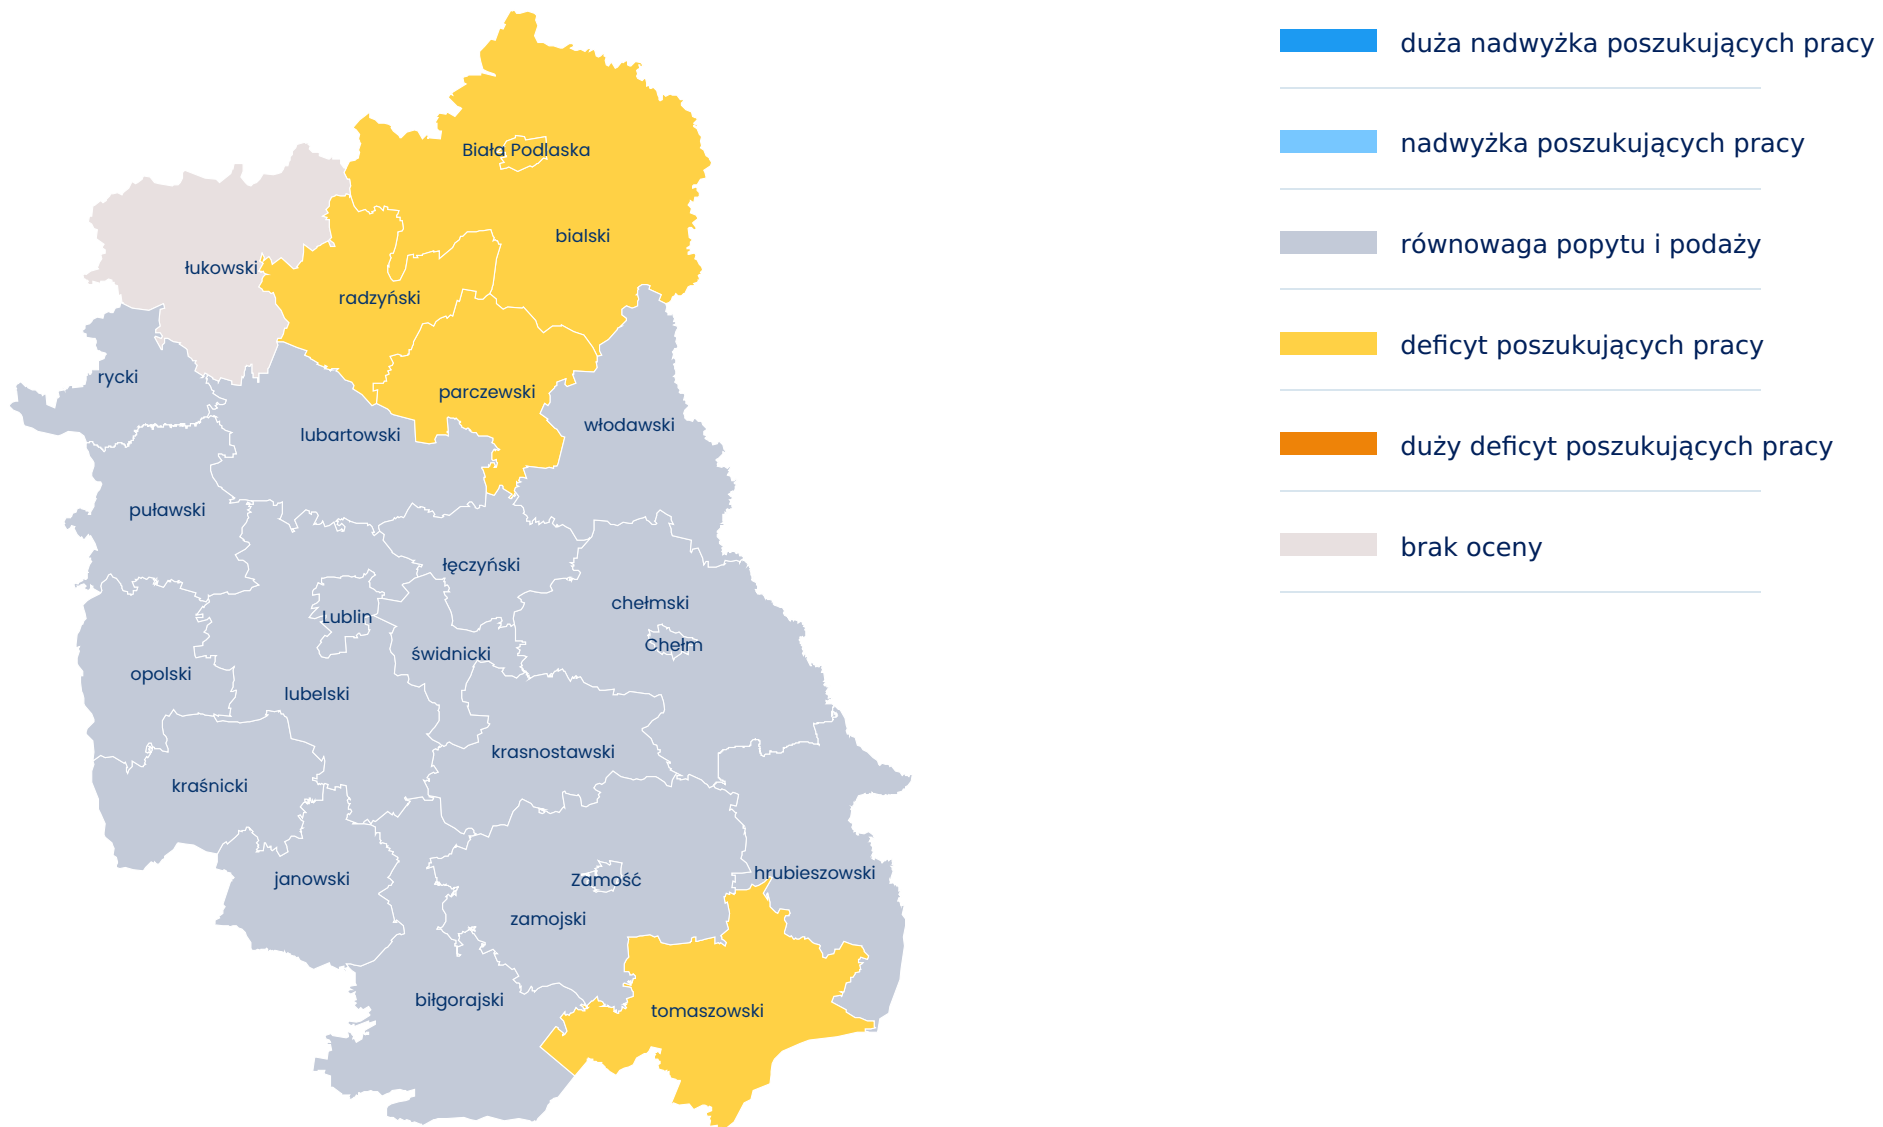 duża nadwyżka poszukujących pracy
nadwyżka poszukujących pracy
równowaga popytu i podaży
deficyt poszukujących pracy
duży deficyt poszukujących pracy
brak oceny
Biała Podlaska
bialski
łukowski
radzyński
rycki
parczewski
lubartowski
włodawski
puławski
łęczyński
chełmski
Lublin
Chełm
świdnicki
opolski
lubelski
krasnostawski
kraśnicki
hrubieszowski
janowski
Zamość
zamojski
biłgorajski
tomaszowski